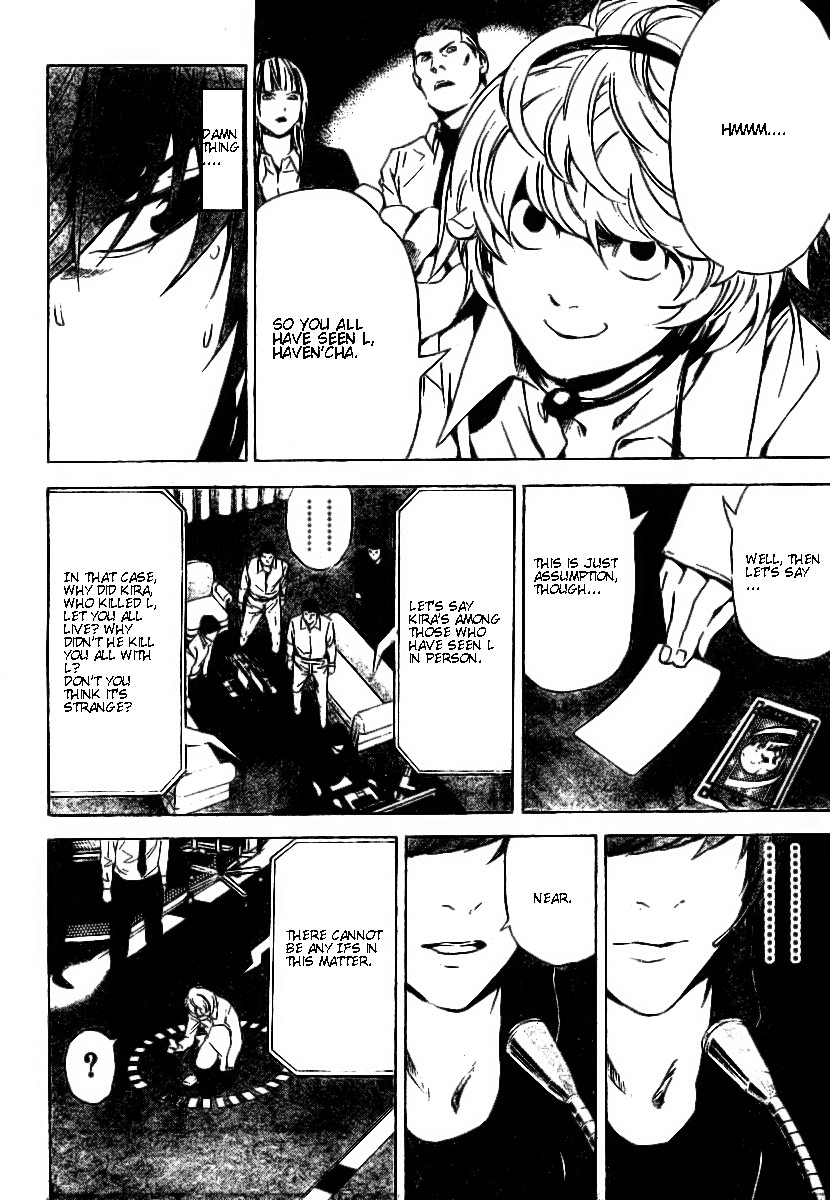 HMMM....
SO YOU ALL
HAVE SEEN L,
HAVEN'CHA.
DAMN
THING
....
WELL, THEN
LET'S SAY
...
THIS IS JUST
ASSUMPTION,
THOUGH...
LET'S SAY
KIRA'S AMONG
THOSE WHO
HAVE SEEN L
IN PERSON.
IN THAT CASE,
WHY DID KIRA,
WHO KILLED L,
LET YOU ALL
LIVE? WHY
DIDN'T HE KILL
YOU ALL WITH
L?
DON'T YOU
THINK IT'S
STRANGE?
NEAR.
THERE CANNOT
BE ANY IFS IN
THIS MATTER.
?